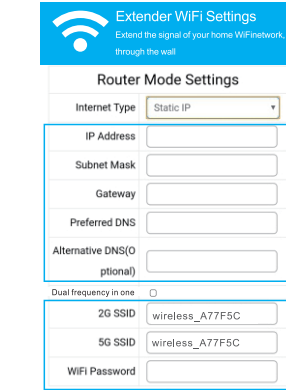 Extender WiFi Settings
Extend the signal of your home WiFinetwork,
through the wall
Router Mode Settings
Internet Type
Static IP
IP Address
Subnet Mask
Gateway
Preferred DNS
Alternative DNS(O
ptional)
Dual frequency in one
2G SSID
wireless_A77F5C
5G SSID
wireless_A77F5C
WiFi Password